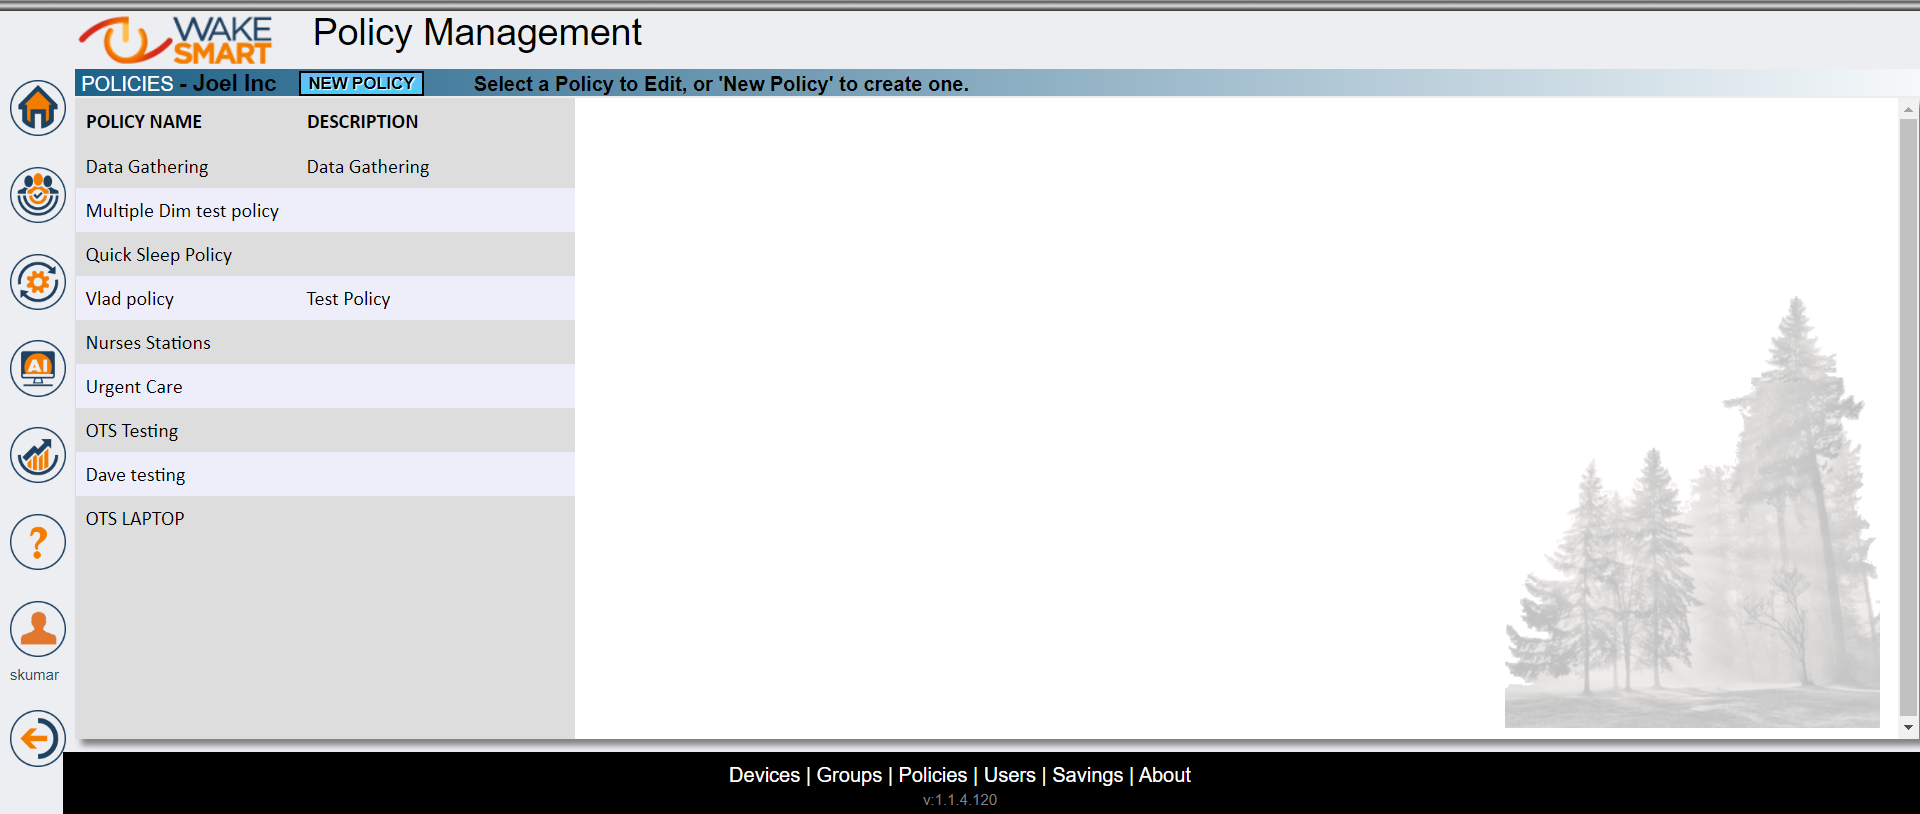 WAKE
SMART
Policy Management
POLICIES - Joel Inc
NEW POLICY
Select a Policy to Edit, or 'New Policy' to create one.
POLICY NAME DESCRIPTION
Data Gathering Data Gathering
Multiple Dim test policy
Quick Sleep Policy
Vlad policy Test Policy
Nurses Stations
Urgent Care
OTS Testing
Dave testing
OTS LAPTOP
AI
?
skumar
Devices | Groups | Policies | Users | Savings | About
v:1.1.4.120